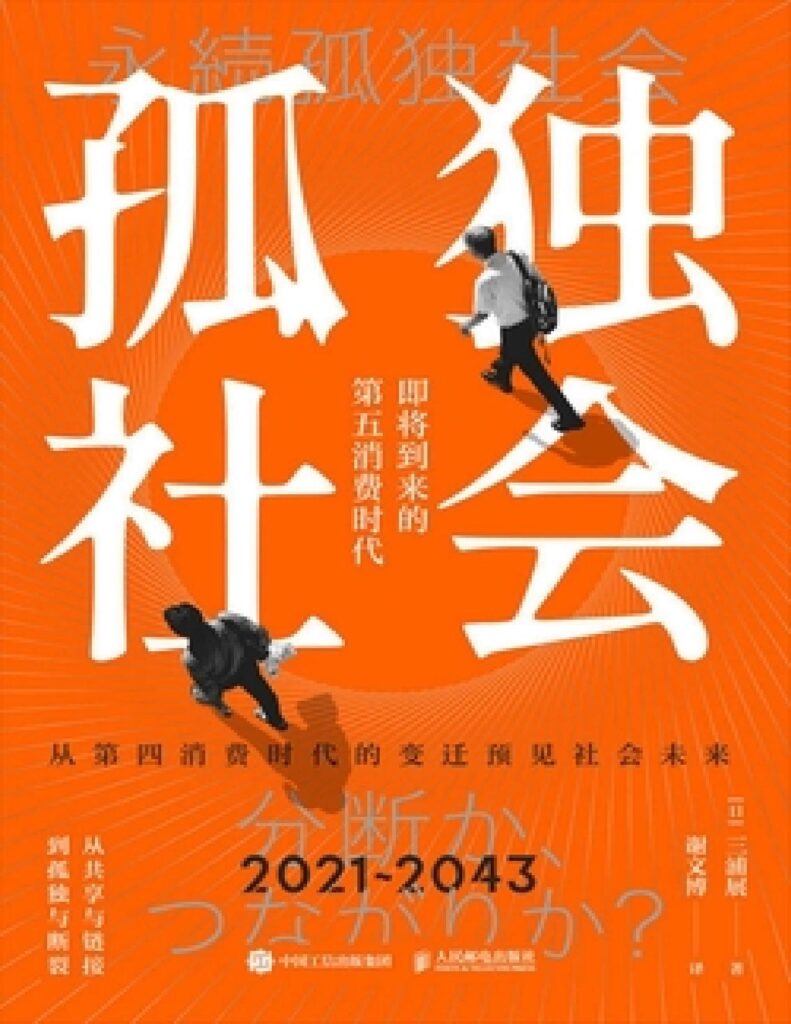 永続孤独社会
孤独
社会
即将到来的
第五消费时代
从第四消费时代的变迁预见社会未来
分断か、
2021~2043
つながりか?
从共享与链接
到孤独与断裂
[日]三浦展——著
谢文博——译
中国工信出版集团
人民邮电出版社
POSTS & TELECOM PRESS